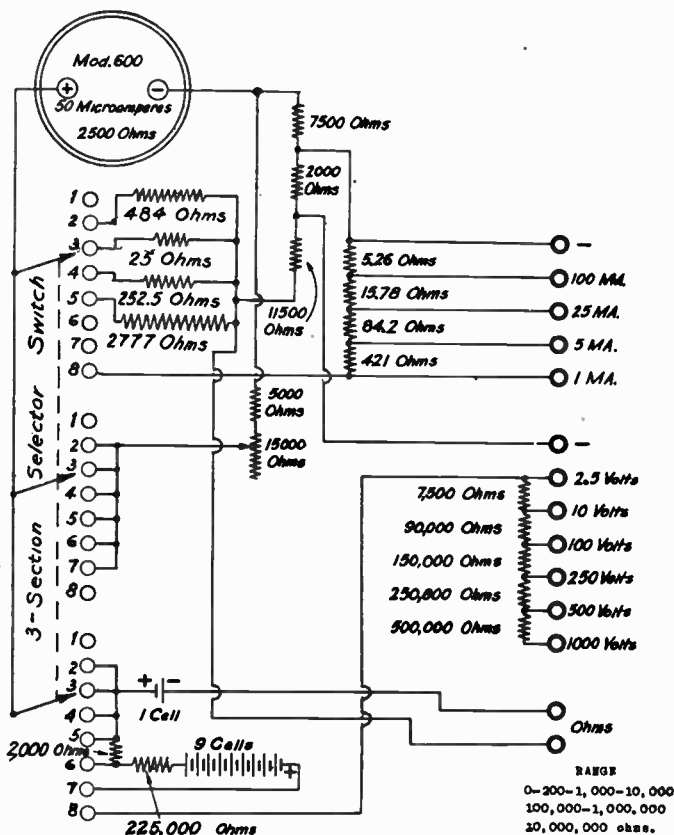 Mod. 600
+ -
50 Microamperes
2500 Ohms
7500 Ohms
2000
Ohms
1
2
484 Ohms
3
25 Ohms
4
252.5 Ohms
5
6
2777 Ohms
7
8
11500
Ohms
5.26 Ohms
15.78 Ohms
84.2 Ohms
421 Ohms
-
100 MA.
25 MA.
5 MA.
1 MA.
3-Section Selector Switch
1
2
3
4
5
6
7
8
5000
Ohms
15000
Ohms
-
2.5 Volts
7,500 Ohms
10 Volts
90,000 Ohms
100 Volts
150,000 Ohms
250 Volts
250,000 Ohms
500 Volts
500,000 Ohms
1000 Volts
1
2
3
4
5
6
7
8
+ -
1 Cell
2,000 Ohms
9 Cells
+
225,000 Ohms
Ohms
RANGE
0-200-1,000-10,000
100,000-1,000,000
20,000,000 ohms.